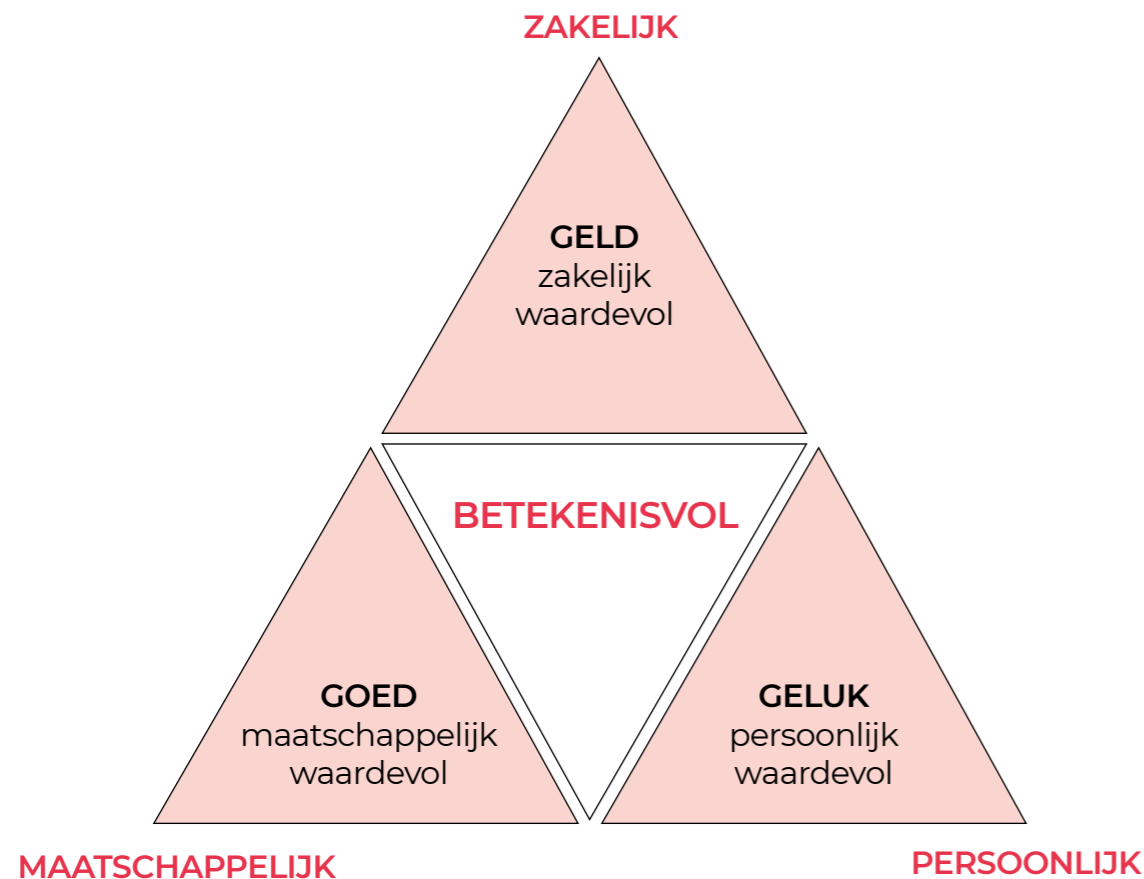 ZAKELIJK
GELD
zakelijk
waardevol
BETEKENISVOL
GOED
maatschappelijk
waardevol
GELUK
persoonlijk
waardevol
MAATSCHAPPELIJK
PERSOONLIJK